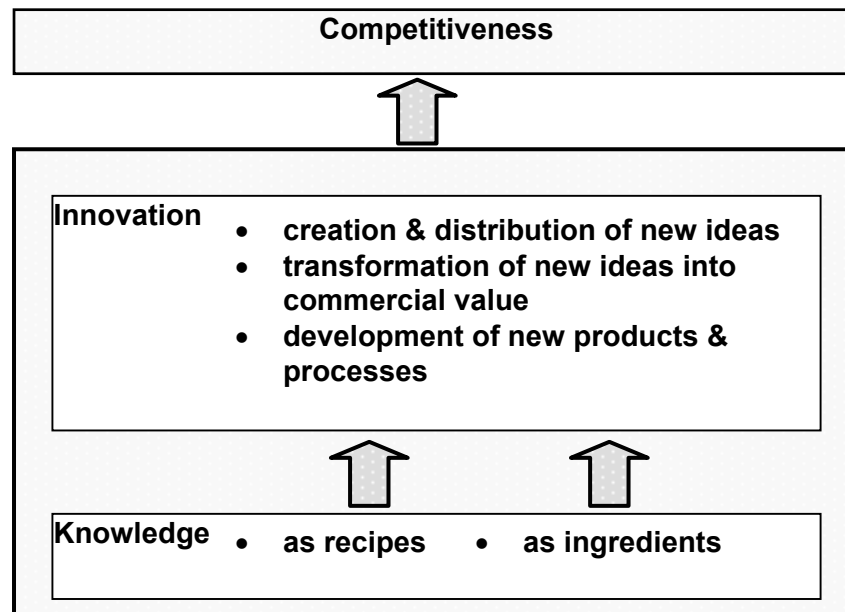 Competitiveness
Innovation
• creation & distribution of new ideas
• transformation of new ideas into
commercial value
• development of new products &
processes
Knowledge • as recipes • as ingredients